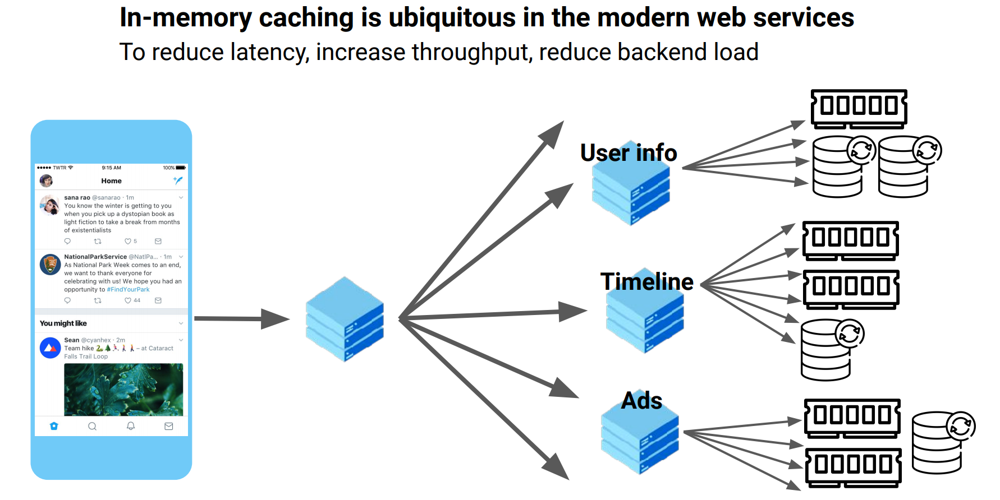 In-memory caching is ubiquitous in the modern web services
To reduce latency, increase throughput, reduce backend load
TWTR 9:15 AM 100%
Home
sana rao @sanarao · 1m
You know the winter is getting to you
when you pick up a dystopian book as
light fiction to take a break from months
of existentialists
5
NationalParkService @NatlPa... · 1m
As National Park Week comes to an end,
we want to thank everyone for
celebrating with us! We hope you had an
opportunity to #FindYourPark
44
You might like
Sean @cyanhex · 2m
Team hike 🐍🌲🏃🚶🚶 – at Cataract
Falls Trail Loop
User info
Timeline
Ads